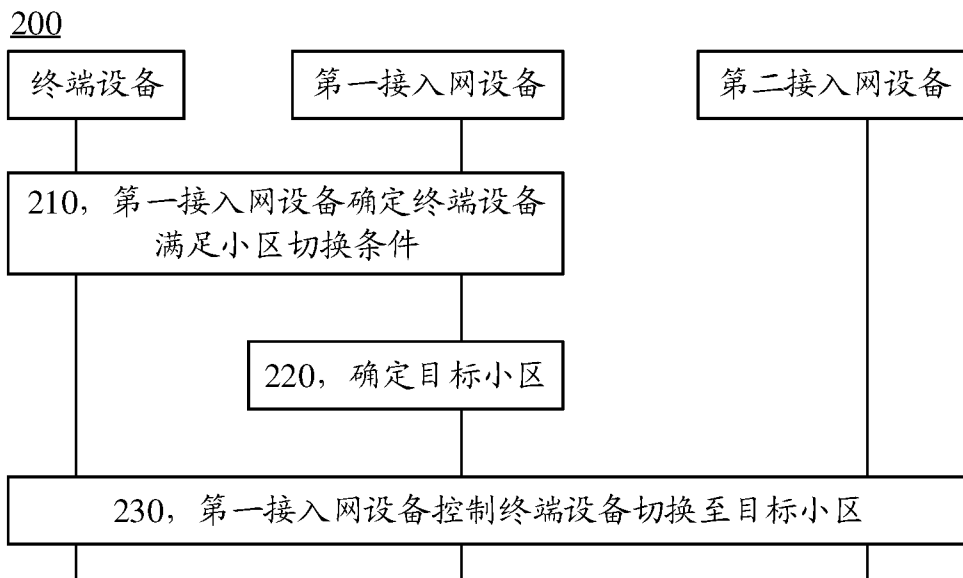 200
终端设备
第一接入网设备
第二接入网设备
210，第一接入网设备确定终端设备
满足小区切换条件
220，确定目标小区
230，第一接入网设备控制终端设备切换至目标小区